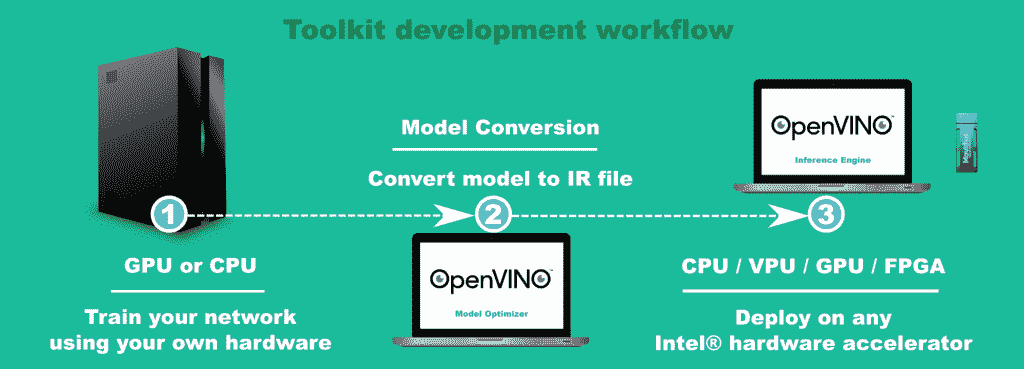 Toolkit development workflow
1
GPU or CPU
Train your network
using your own hardware
Model Conversion
Convert model to IR file
2
OpenVINO™
Model Optimizer
OpenVINO™
Inference Engine
3
CPU / VPU / GPU / FPGA
Deploy on any
Intel® hardware accelerator